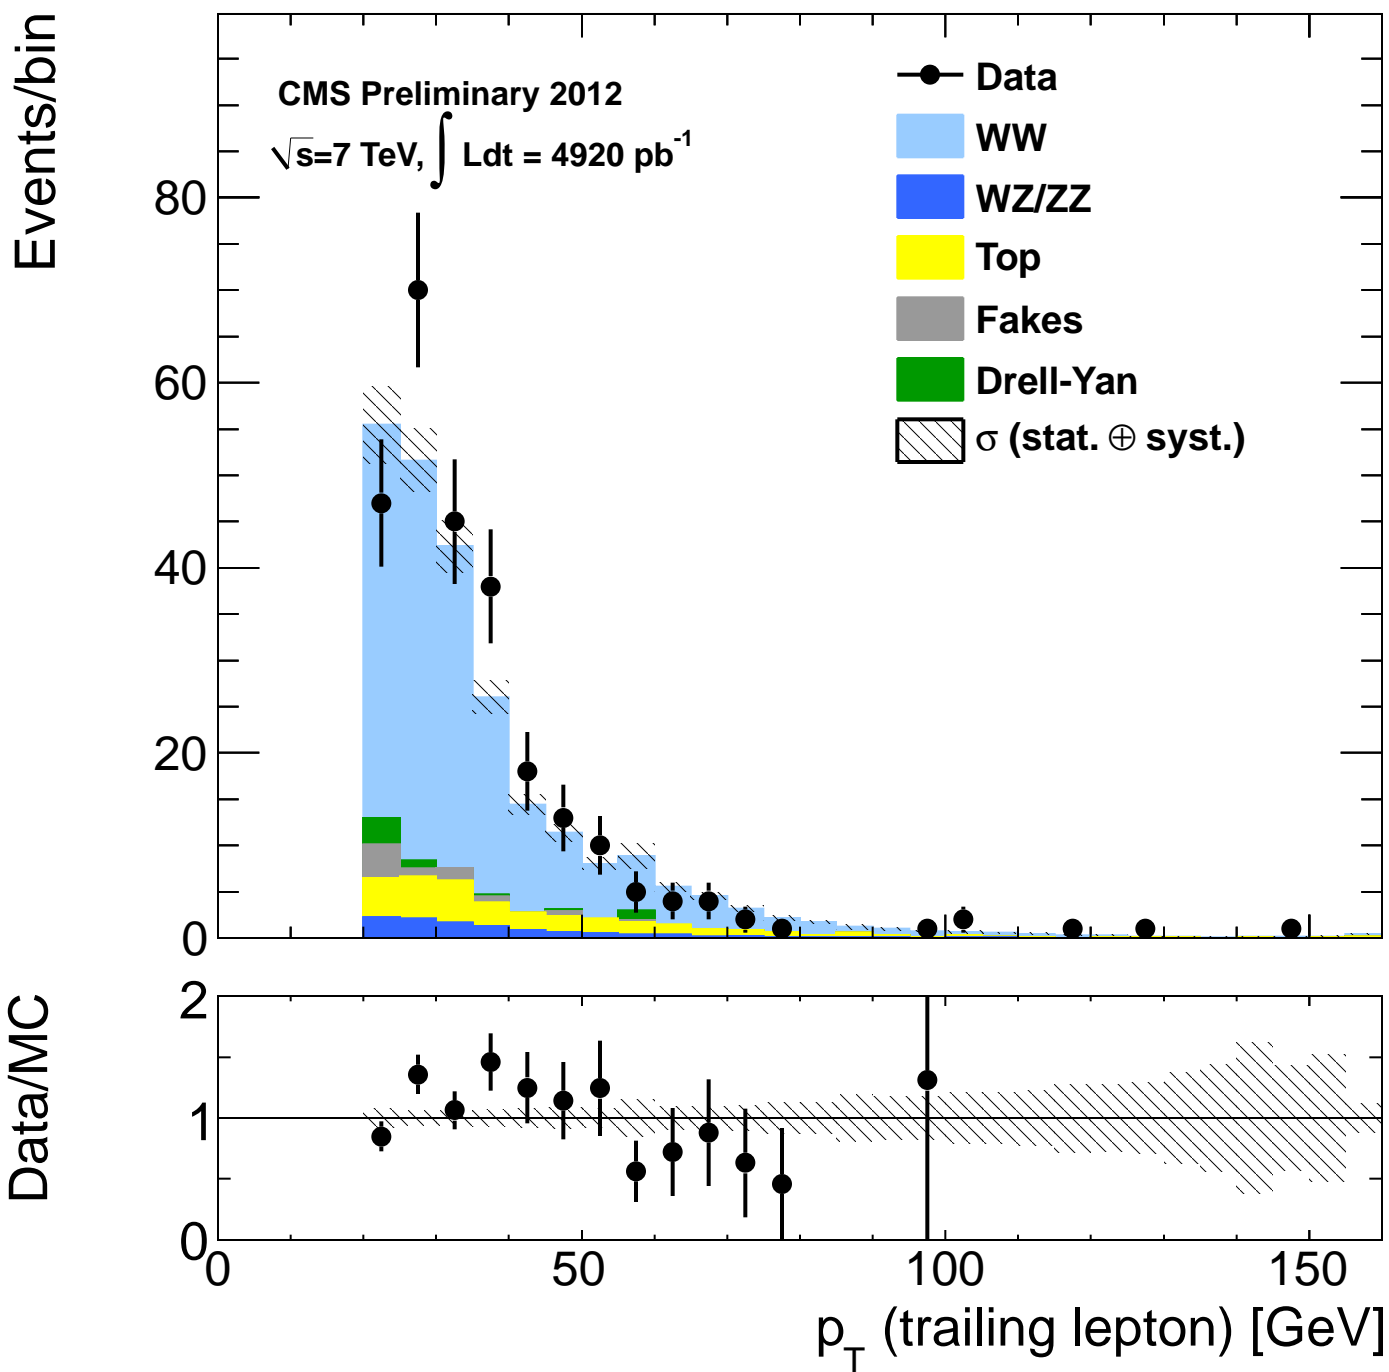 Events/bin
CMS Preliminary 2012
√s=7 TeV, ∫ Ldt = 4920 pb⁻¹
Data
WW
WZ/ZZ
Top
Fakes
Drell-Yan
σ (stat. ⊕ syst.)
80
60
40
20
0
Data/MC
2
1
0
0 50 100 150
p_T (trailing lepton) [GeV]